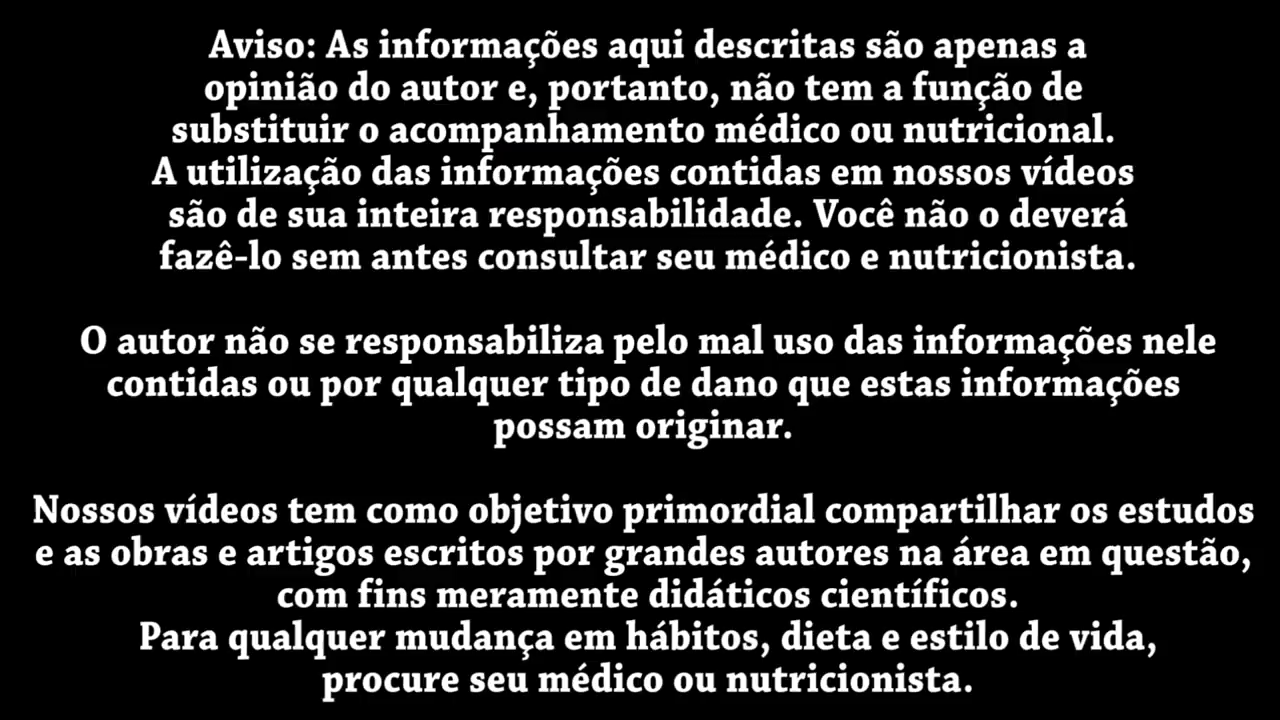 Aviso: As informações aqui descritas são apenas a
opinião do autor e, portanto, não tem a função de
substituir o acompanhamento médico ou nutricional.
A utilização das informações contidas em nossos vídeos
são de sua inteira responsabilidade. Você não o deverá
fazê-lo sem antes consultar seu médico e nutricionista.
O autor não se responsabiliza pelo mal uso das informações nele
contidas ou por qualquer tipo de dano que estas informações
possam originar.
Nossos vídeos tem como objetivo primordial compartilhar os estudos
e as obras e artigos escritos por grandes autores na área em questão,
com fins meramente didáticos científicos.
Para qualquer mudança em hábitos, dieta e estilo de vida,
procure seu médico ou nutricionista.